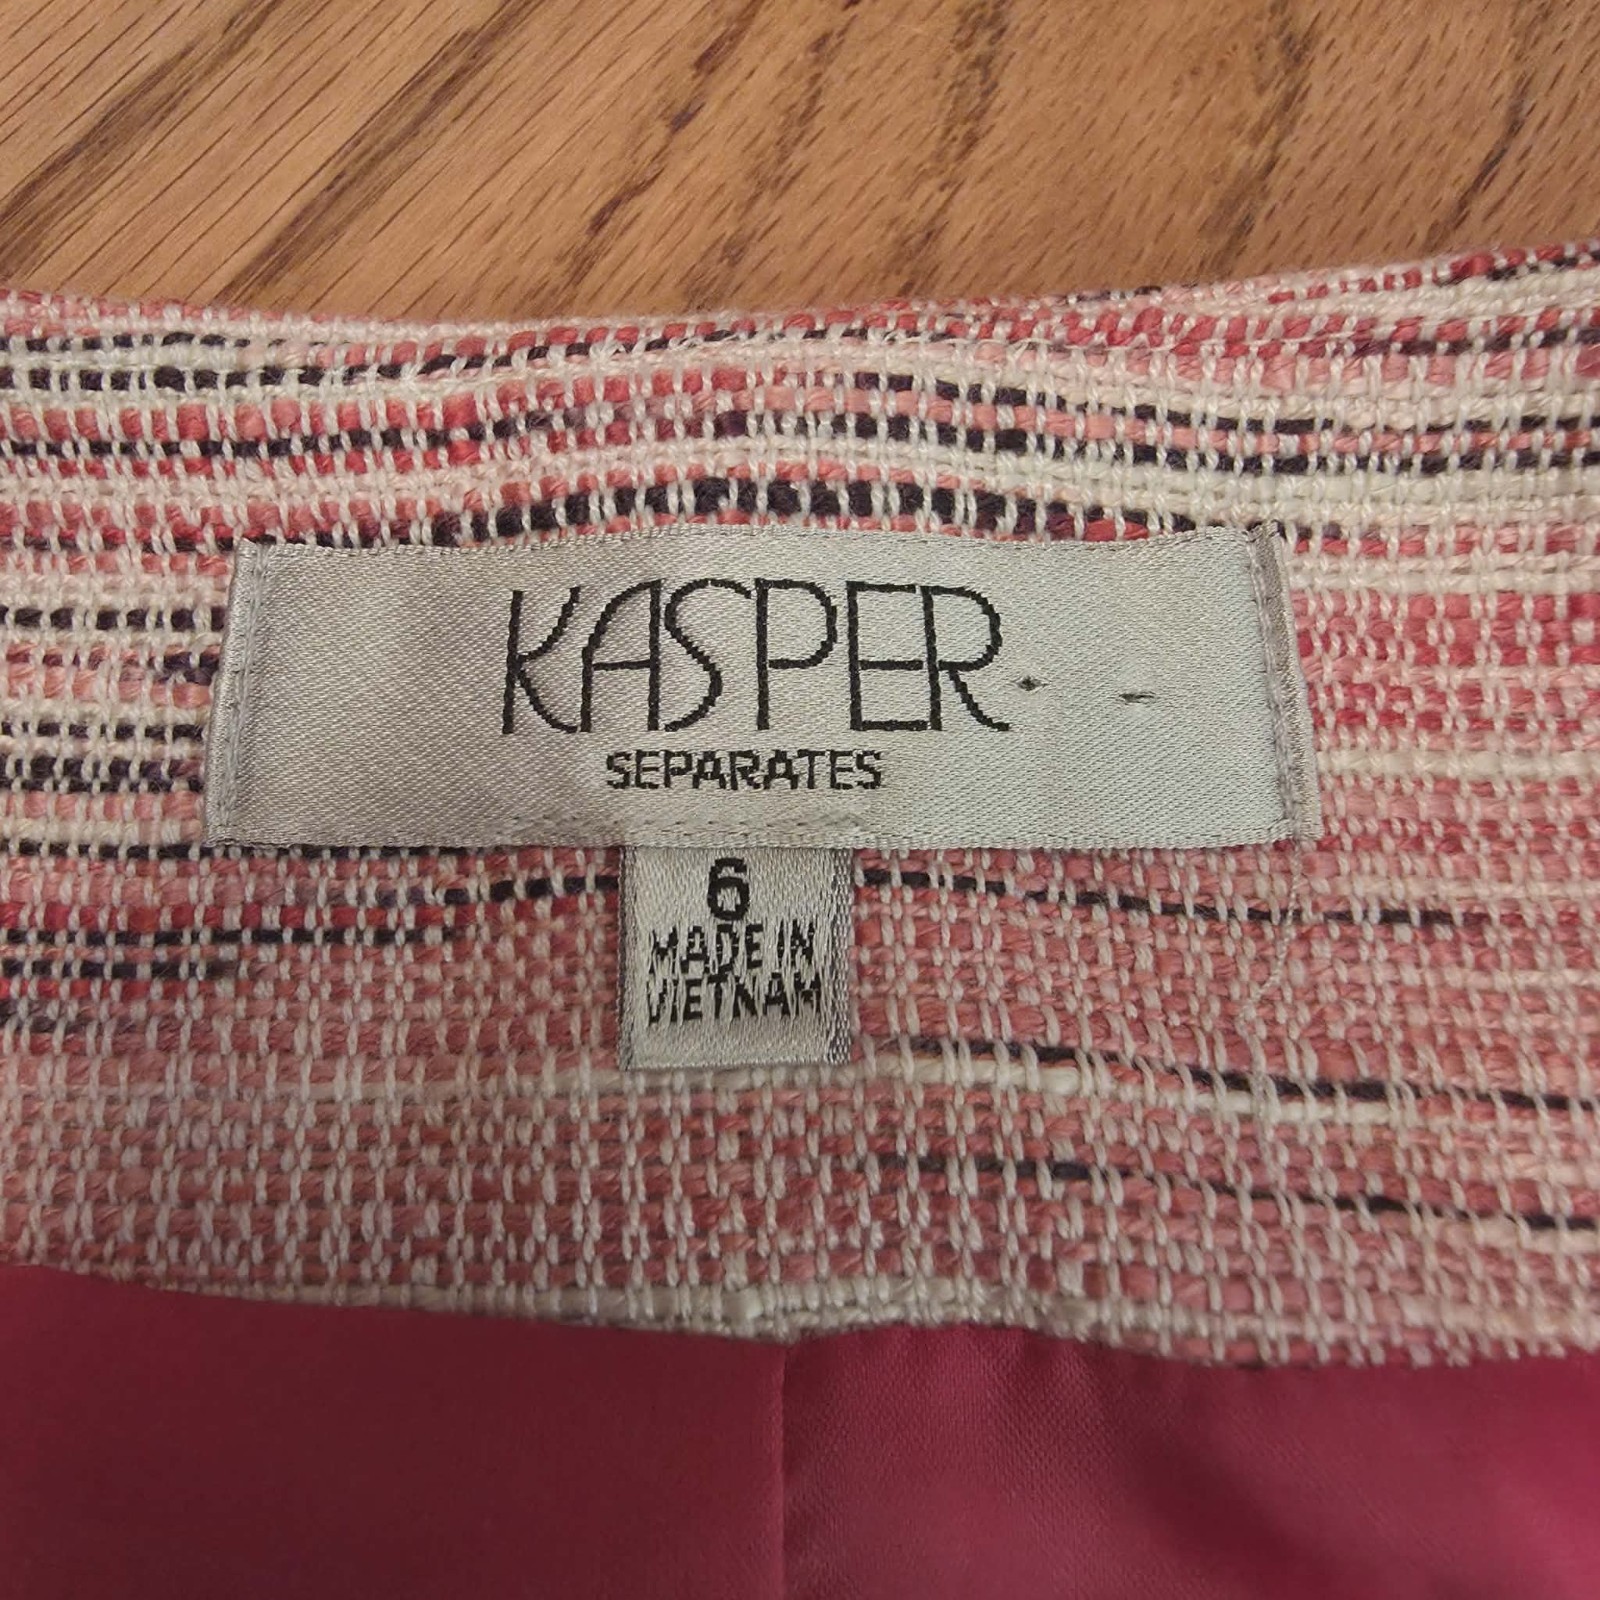 KASPER
SEPARATES
6
MADE IN
VIETNAM